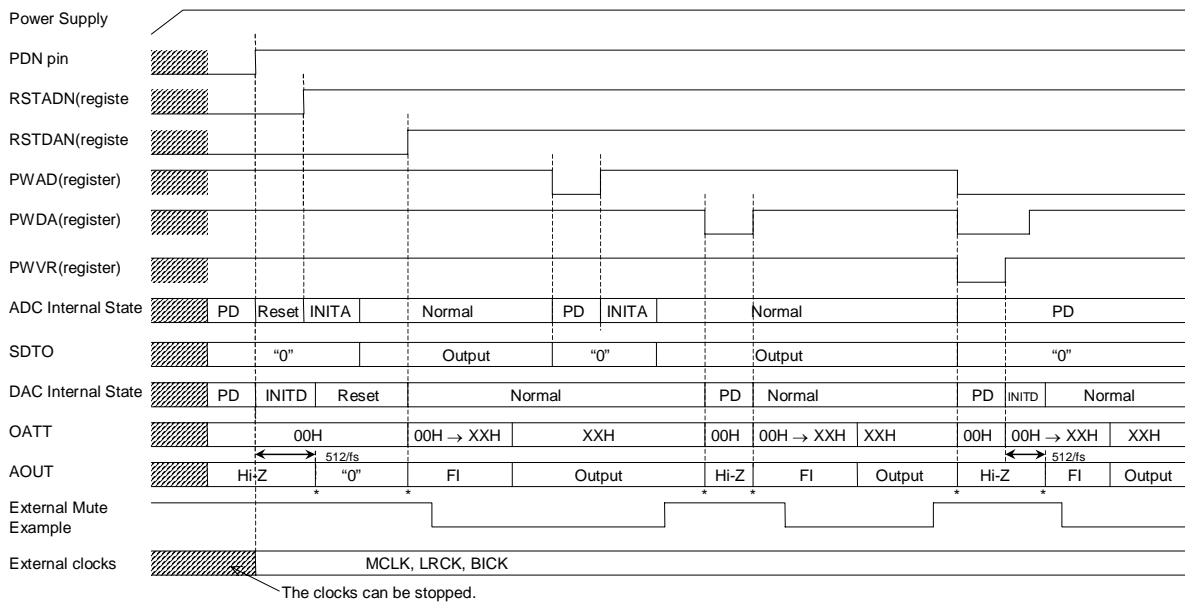 Power Supply
PDN pin
RSTADN(registe
RSTDAN(registe
PWAD(register)
PWDA(register)
PWVR(register)
ADC Internal State PD Reset INITA Normal PD INITA Normal PD
SDTO “0” Output “0” Output “0”
DAC Internal State PD INITD Reset Normal PD Normal PD INITD Normal
OATT 00H 00H → XXH XXH 00H 00H → XXH XXH 00H 00H → XXH XXH
512/fs 512/fs
AOUT Hi-Z “0” FI Output Hi-Z FI Output Hi-Z FI Output
* * * * * *
External Mute
Example
External clocks MCLK, LRCK, BICK
The clocks can be stopped.